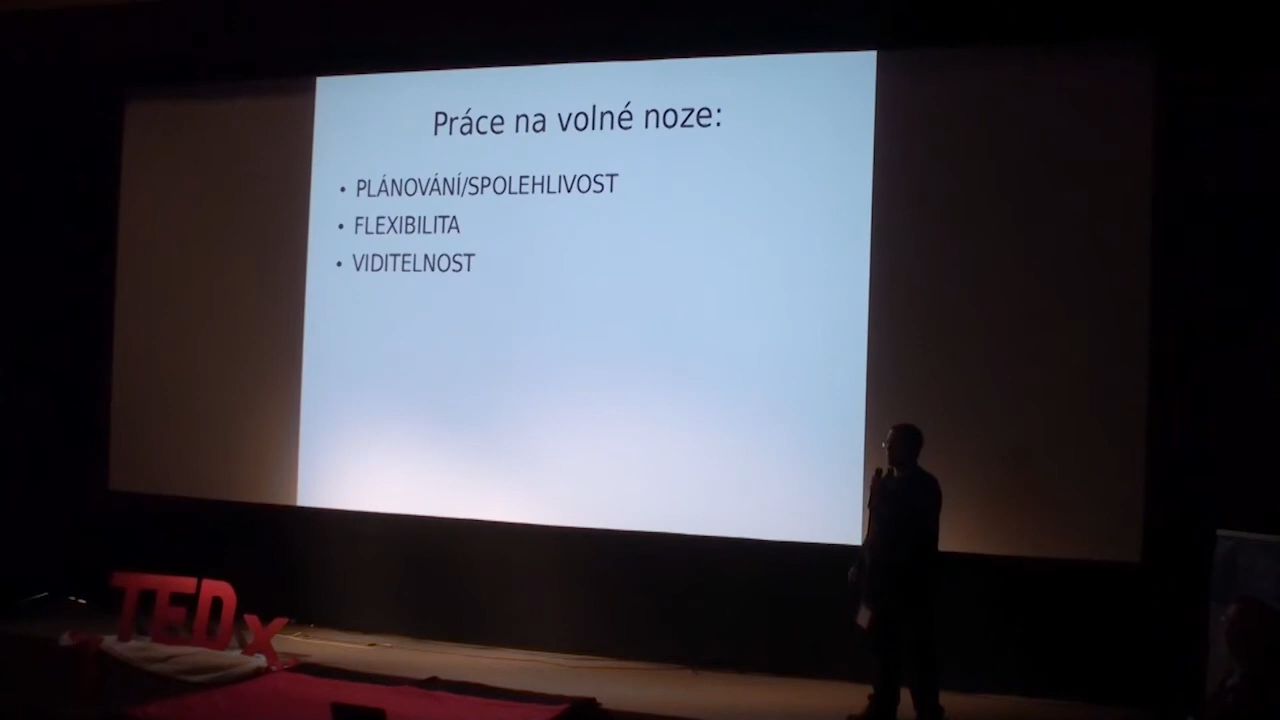 Práce na volné noze:
• PLÁNOVÁNÍ/SPOLEHLIVOST
• FLEXIBILITA
• VIDITELNOST
TEDx